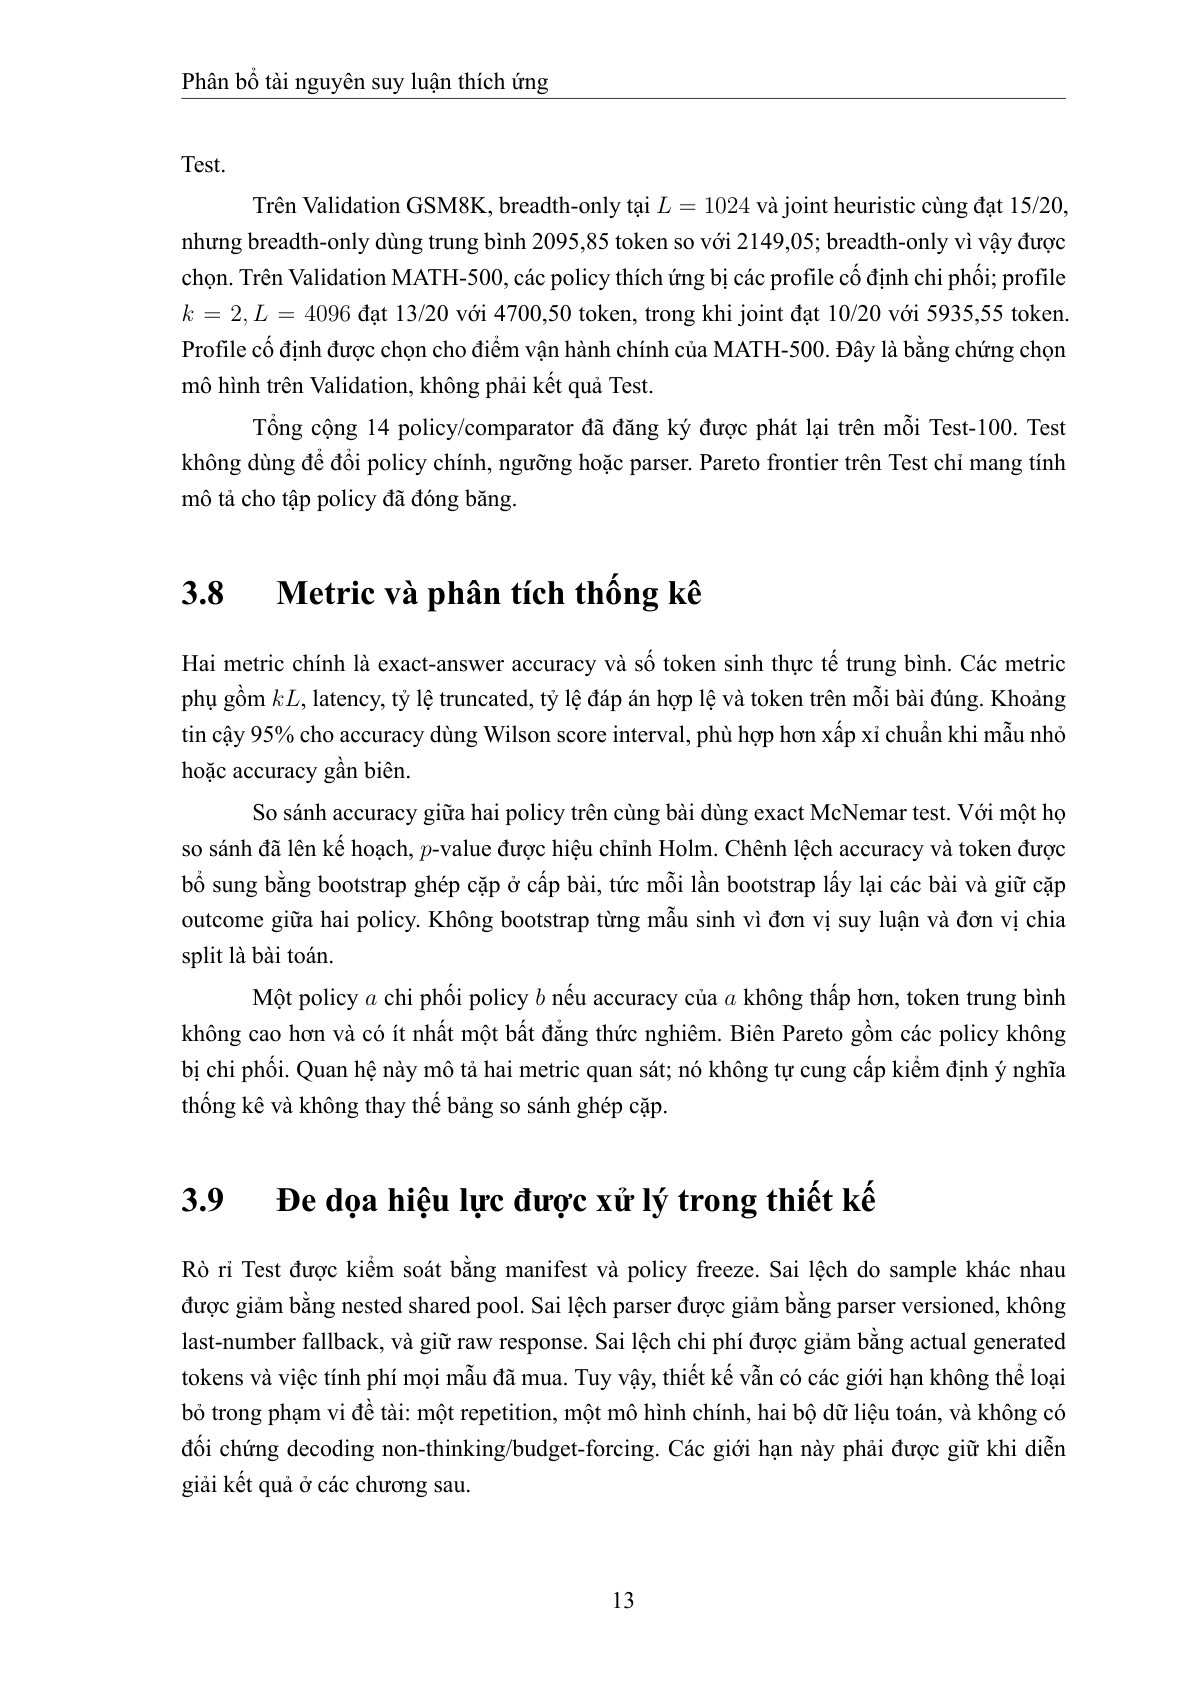 Phân bổ tài nguyên suy luận thích ứng
Test.
Trên Validation GSM8K, breadth-only tại L = 1024 và joint heuristic cùng đạt 15/20,
nhưng breadth-only dùng trung bình 2095,85 token so với 2149,05; breadth-only vì vậy được
chọn. Trên Validation MATH-500, các policy thích ứng bị các profile cố định chi phối; profile
k = 2, L = 4096 đạt 13/20 với 4700,50 token, trong khi joint đạt 10/20 với 5935,55 token.
Profile cố định được chọn cho điểm vận hành chính của MATH-500. Đây là bằng chứng chọn
mô hình trên Validation, không phải kết quả Test.
Tổng cộng 14 policy/comparator đã đăng ký được phát lại trên mỗi Test-100. Test
không dùng để đổi policy chính, ngưỡng hoặc parser. Pareto frontier trên Test chỉ mang tính
mô tả cho tập policy đã đóng băng.
3.8 Metric và phân tích thống kê
Hai metric chính là exact-answer accuracy và số token sinh thực tế trung bình. Các metric
phụ gồm kL, latency, tỷ lệ truncated, tỷ lệ đáp án hợp lệ và token trên mỗi bài đúng. Khoảng
tin cậy 95% cho accuracy dùng Wilson score interval, phù hợp hơn xấp xỉ chuẩn khi mẫu nhỏ
hoặc accuracy gần biên.
So sánh accuracy giữa hai policy trên cùng bài dùng exact McNemar test. Với một họ
so sánh đã lên kế hoạch, p-value được hiệu chỉnh Holm. Chênh lệch accuracy và token được
bổ sung bằng bootstrap ghép cặp ở cấp bài, tức mỗi lần bootstrap lấy lại các bài và giữ cặp
outcome giữa hai policy. Không bootstrap từng mẫu sinh vì đơn vị suy luận và đơn vị chia
split là bài toán.
Một policy a chi phối policy b nếu accuracy của a không thấp hơn, token trung bình
không cao hơn và có ít nhất một bất đẳng thức nghiêm. Biên Pareto gồm các policy không
bị chi phối. Quan hệ này mô tả hai metric quan sát; nó không tự cung cấp kiểm định ý nghĩa
thống kê và không thay thế bảng so sánh ghép cặp.
3.9 Đe dọa hiệu lực được xử lý trong thiết kế
Rò rỉ Test được kiểm soát bằng manifest và policy freeze. Sai lệch do sample khác nhau
được giảm bằng nested shared pool. Sai lệch parser được giảm bằng parser versioned, không
last-number fallback, và giữ raw response. Sai lệch chi phí được giảm bằng actual generated
tokens và việc tính phí mọi mẫu đã mua. Tuy vậy, thiết kế vẫn có các giới hạn không thể loại
bỏ trong phạm vi đề tài: một repetition, một mô hình chính, hai bộ dữ liệu toán, và không có
đối chứng decoding non-thinking/budget-forcing. Các giới hạn này phải được giữ khi diễn
giải kết quả ở các chương sau.
13